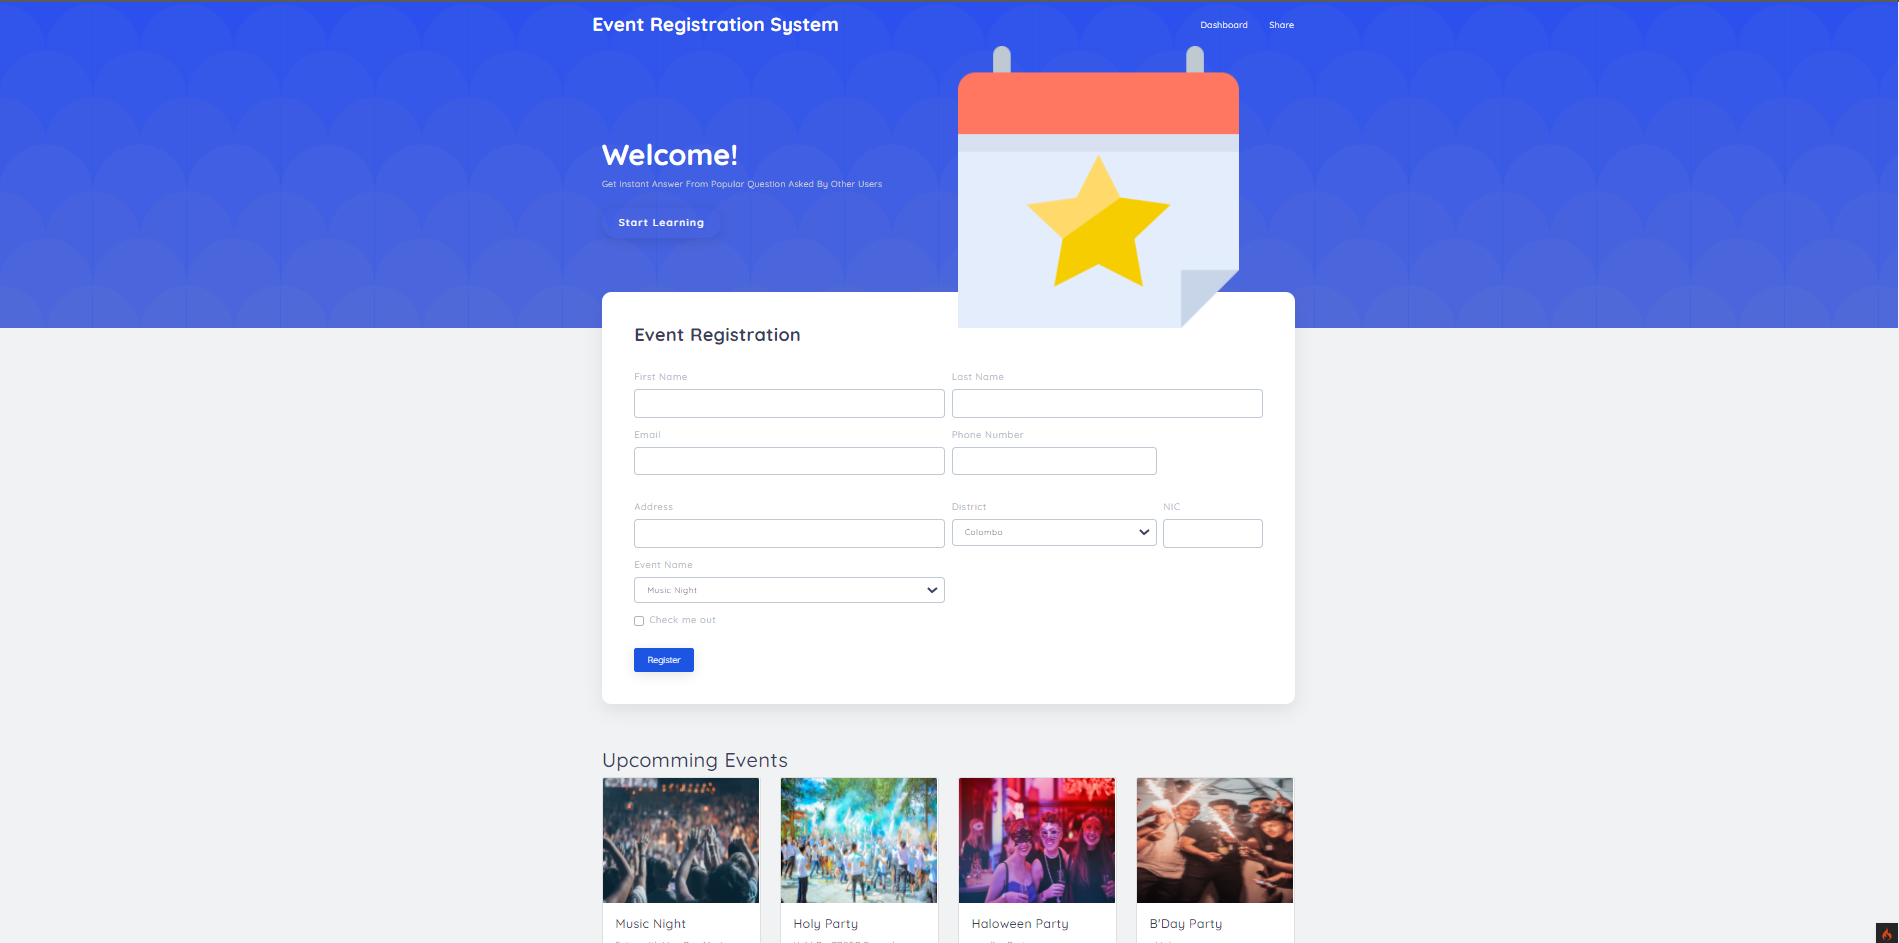 Event Registration System
Dashboard
Share
Welcome!
Get Instant Answer From Popular Question Asked By Other Users
Start Learning
Event Registration
First Name
Last Name
Email
Phone Number
Address
District
NIC
Colombo
Event Name
Music Night
Check me out
Register
Upcomming Events
Music Night
Holy Party
Haloween Party
B'Day Party